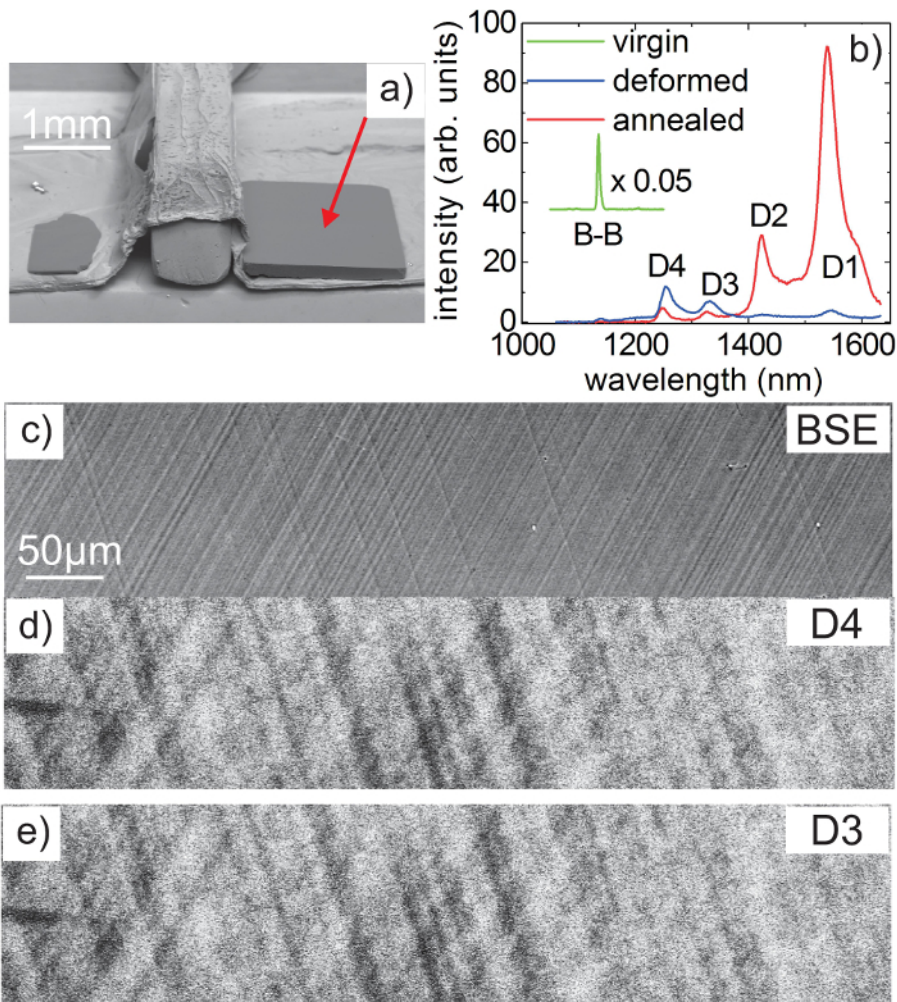 a)
1mm
b)
intensity (arb. units)
100
80
60
40
20
0
virgin
deformed
annealed
x 0.05
B-B
D4
D3
D2
D1
1000
1200
1400
1600
wavelength (nm)
c)
BSE
50µm
d)
D4
e)
D3